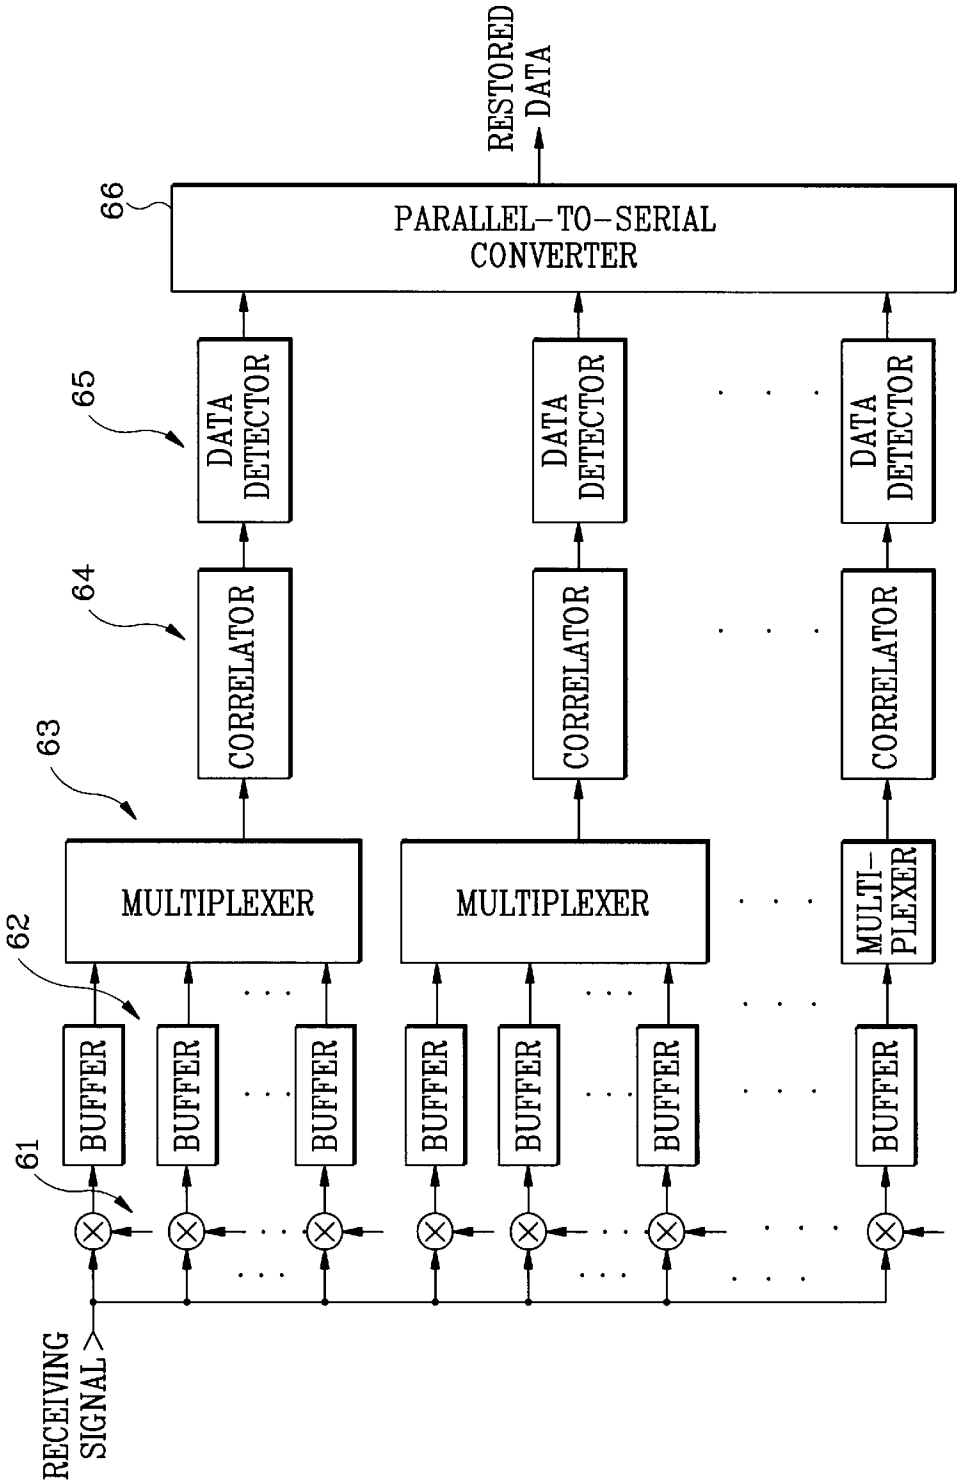 RECEIVING
SIGNAL
61
BUFFER
BUFFER
BUFFER
BUFFER
BUFFER
BUFFER
BUFFER
62
MULTIPLEXER
MULTIPLEXER
MULTI-
PLEXER
63
CORRELATOR
CORRELATOR
CORRELATOR
64
DATA
DETECTOR
DATA
DETECTOR
DATA
DETECTOR
65
PARALLEL-TO-SERIAL
CONVERTER
66
RESTORED
DATA